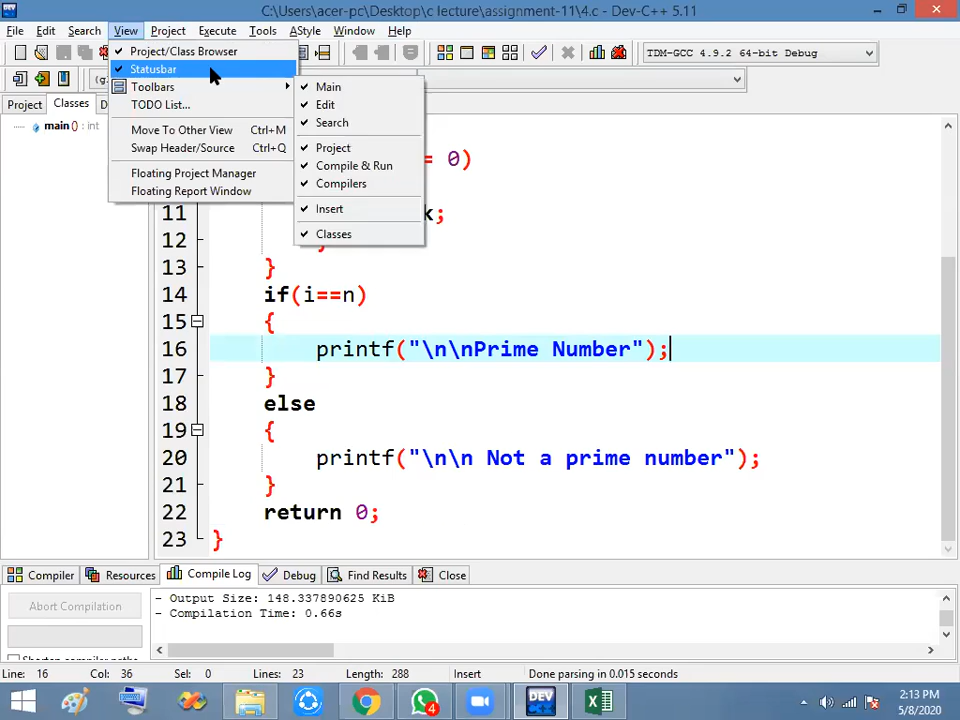 C:\Users\acer-pc\Desktop\c lecture\assignment-11\4.c - Dev-C++ 5.11
File Edit Search View Project Execute Tools AStyle Window Help
Project/Class Browser
Statusbar
Toolbars
TODO List...
Move To Other View Ctrl+M
Swap Header/Source Ctrl+Q
Floating Project Manager
Floating Report Window
Main
Edit
Search
Project
Compile & Run
Compilers
Insert
Classes
TDM-GCC 4.9.2 64-bit Debug
(g
Project Classes D
main () : int
= 0)
11 k;
12 }
13 }
14 if(i==n)
15 {
16 printf("\n\nPrime Number");
17 }
18 else
19 {
20 printf("\n\n Not a prime number");
21 }
22 return 0;
23 }
Compiler Resources Compile Log Debug Find Results Close
Abort Compilation
Shorten compiler paths
- Output Size: 148.337890625 KiB
- Compilation Time: 0.66s
Line: 16 Col: 36 Sel: 0 Lines: 23 Length: 288 Insert Done parsing in 0.015 seconds
DEV
4
2:13 PM
5/8/2020